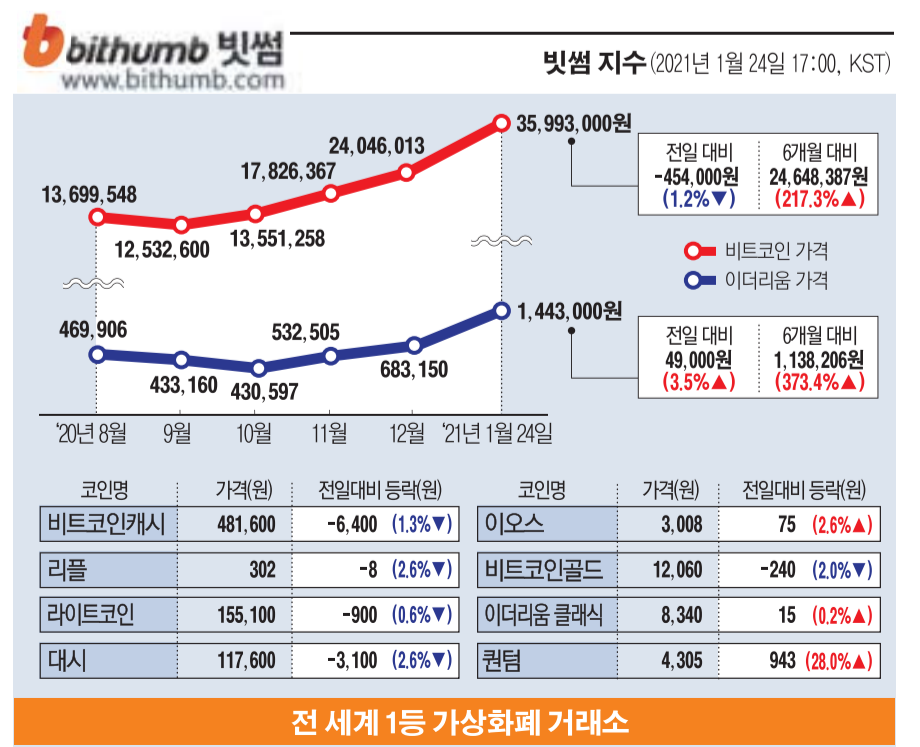 bithumb 빗썸
www.bithumb.com
빗썸 지수 (2021년 1월 24일 17:00, KST)
13,699,548
12,532,600
13,551,258
17,826,367
24,046,013
35,993,000원
전일 대비
-454,000원
(1.2%▼)
6개월 대비
24,648,387원
(217.3%▲)
비트코인 가격
이더리움 가격
469,906
433,160
430,597
532,505
683,150
1,443,000원
전일 대비
49,000원
(3.5%▲)
6개월 대비
1,138,206원
(373.4%▲)
‘20년 8월 9월 10월 11월 12월 ‘21년 1월 24일
코인명 가격(원) 전일대비 등락(원)
비트코인캐시 481,600 -6,400 (1.3%▼)
리플 302 -8 (2.6%▼)
라이트코인 155,100 -900 (0.6%▼)
대시 117,600 -3,100 (2.6%▼)
코인명 가격(원) 전일대비 등락(원)
이오스 3,008 75 (2.6%▲)
비트코인골드 12,060 -240 (2.0%▼)
이더리움 클래식 8,340 15 (0.2%▲)
퀀텀 4,305 943 (28.0%▲)
전 세계 1등 가상화폐 거래소